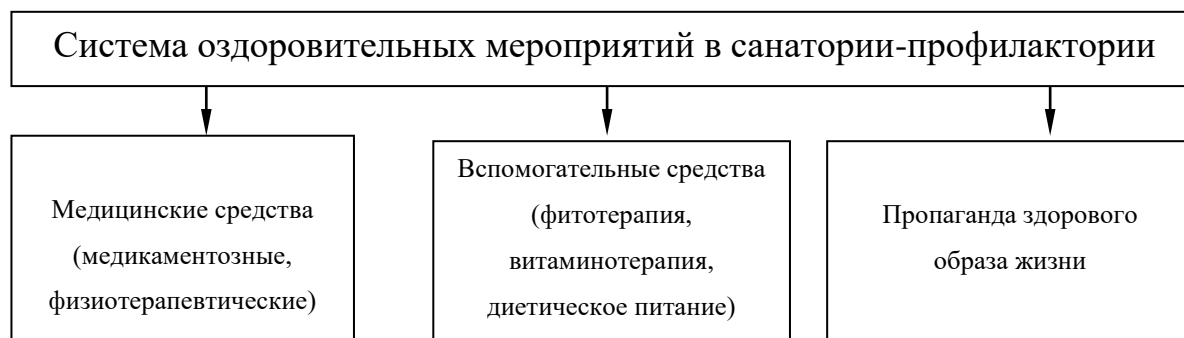 Система оздоровительных мероприятий в санатории-профилактории
Медицинские средства
(медикаментозные,
физиотерапевтические)
Вспомогательные средства
(фитотерапия,
витаминотерапия,
диетическое питание)
Пропаганда здорового
образа жизни